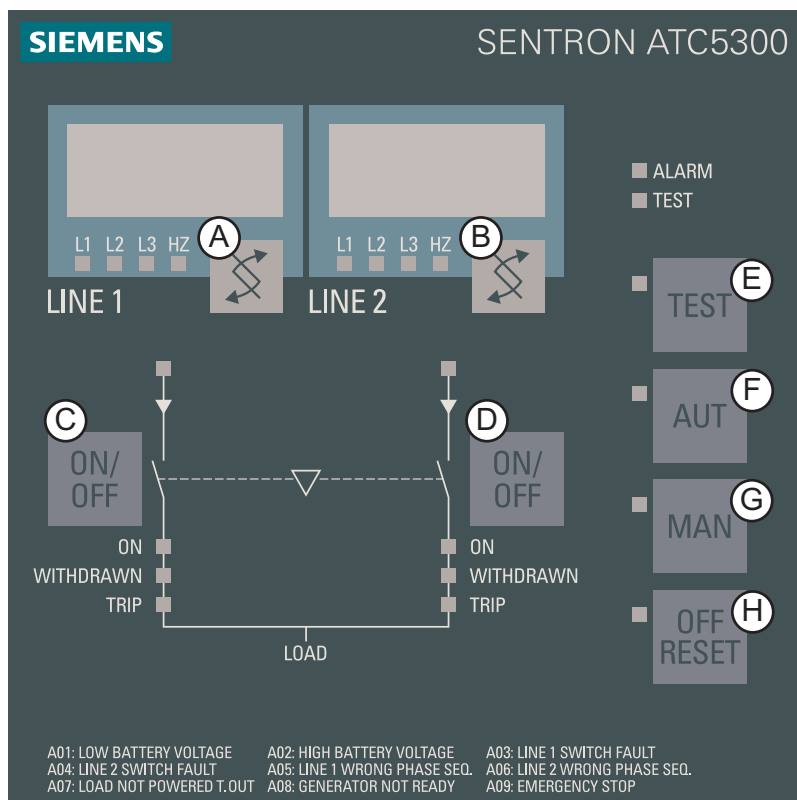 SIEMENS
SENTRON ATC5300
ALARM
TEST
L1 L2 L3 HZ
A
L1 L2 L3 HZ
B
LINE 1
LINE 2
E
TEST
F
AUT
C
ON/
OFF
D
ON/
OFF
G
MAN
ON
WITHDRAWN
TRIP
ON
WITHDRAWN
TRIP
LOAD
H
OFF
RESET
A01: LOW BATTERY VOLTAGE A02: HIGH BATTERY VOLTAGE A03: LINE 1 SWITCH FAULT
A04: LINE 2 SWITCH FAULT A05: LINE 1 WRONG PHASE SEQ. A06: LINE 2 WRONG PHASE SEQ.
A07: LOAD NOT POWERED T.OUT A08: GENERATOR NOT READY A09: EMERGENCY STOP